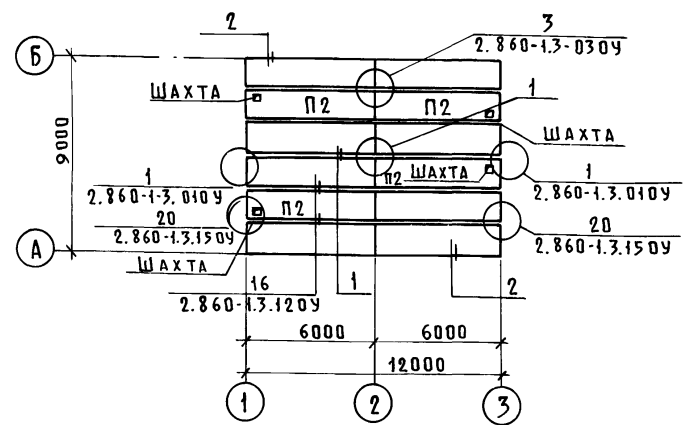 2
3
2.860-1.3-030У
Б
ШАХТА
П2
П2
1
ШАХТА
9000
1
2.860-1-3.010У
П2
ШАХТА
1
2.860-1.3.010У
20
2.860-1.3.150У
П2
20
2.860-1.3.150У
А
ШАХТА
16
2.860-1.3.120У
1
2
6000
6000
12000
1
2
3